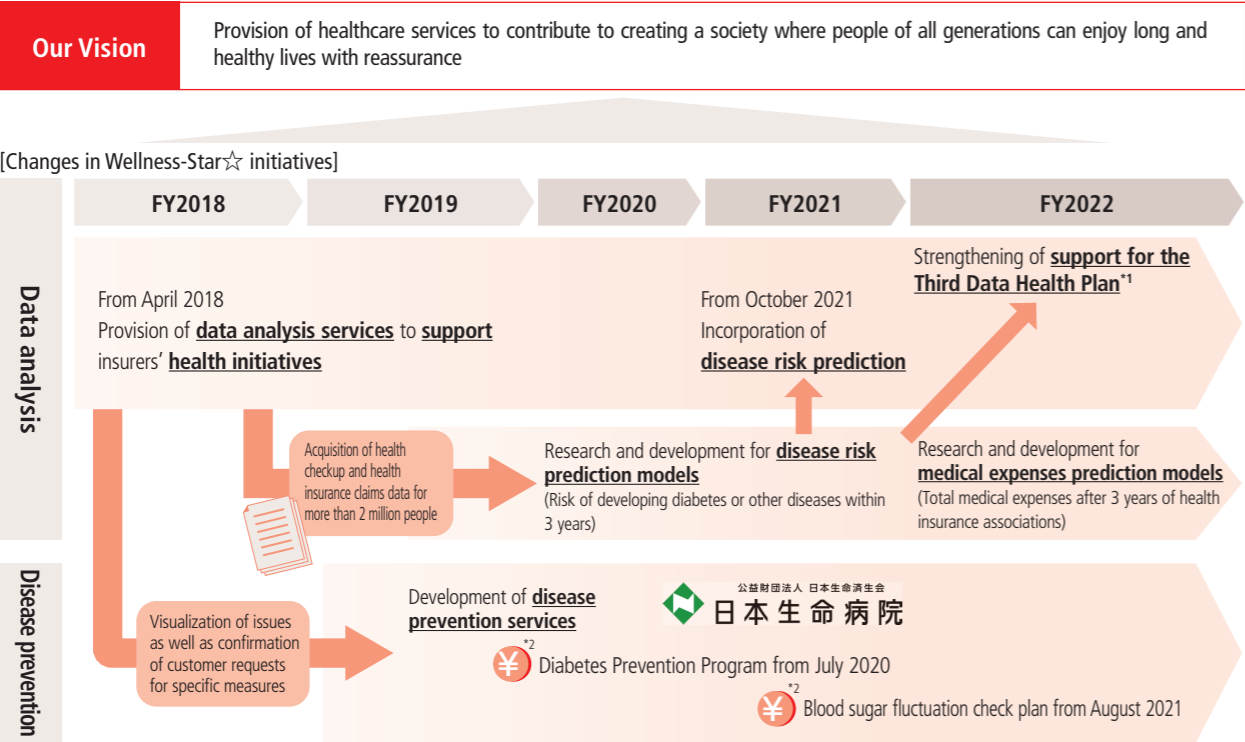 Our Vision
Provision of healthcare services to contribute to creating a society where people of all generations can enjoy long and
healthy lives with reassurance
[Changes in Wellness-Star☆ initiatives]
FY2018
FY2019
FY2020
FY2021
FY2022
Data analysis
From April 2018
Provision of data analysis services to support
insurers’ health initiatives
From October 2021
Incorporation of
disease risk prediction
Strengthening of support for the
Third Data Health Plan*1
Acquisition of health
checkup and health
insurance claims data for
more than 2 million people
Research and development for disease risk
prediction models
(Risk of developing diabetes or other diseases within
3 years)
Research and development for
medical expenses prediction models
(Total medical expenses after 3 years of health
insurance associations)
Disease prevention
Visualization of issues
as well as confirmation
of customer requests
for specific measures
Development of disease
prevention services
公益財団法人 日本生命済生会
日本生命病院
¥*2 Diabetes Prevention Program from July 2020
¥*2 Blood sugar fluctuation check plan from August 2021